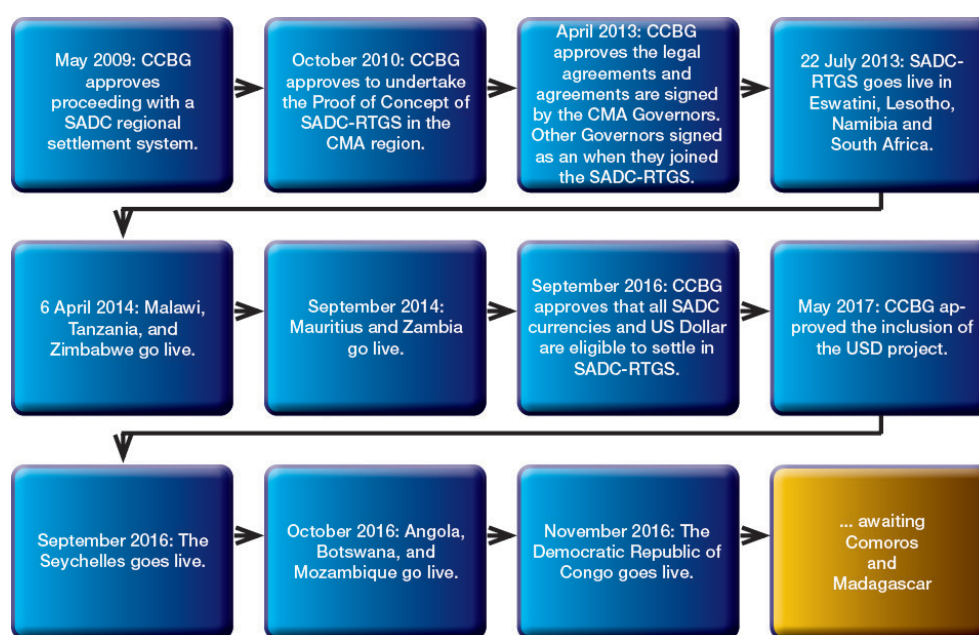 May 2009: CCBG
approves
proceeding with a
SADC regional
settlement system.
October 2010: CCBG
approves to undertake
the Proof of Concept of
SADC-RTGS in the
CMA region.
April 2013: CCBG
approves the legal
agreements and
agreements are signed
by the CMA Governors.
Other Governors signed
as an when they joined
the SADC-RTGS.
22 July 2013: SADC-
RTGS goes live in
Eswatini, Lesotho,
Namibia and
South Africa.
6 April 2014: Malawi,
Tanzania, and
Zimbabwe go live.
September 2014:
Mauritius and Zambia
go live.
September 2016: CCBG
approves that all SADC
currencies and US Dollar
are eligible to settle in
SADC-RTGS.
May 2017: CCBG ap-
proved the inclusion of
the USD project.
September 2016: The
Seychelles goes live.
October 2016: Angola,
Botswana, and
Mozambique go live.
November 2016: The
Democratic Republic of
Congo goes live.
... awaiting
Comoros
and
Madagascar